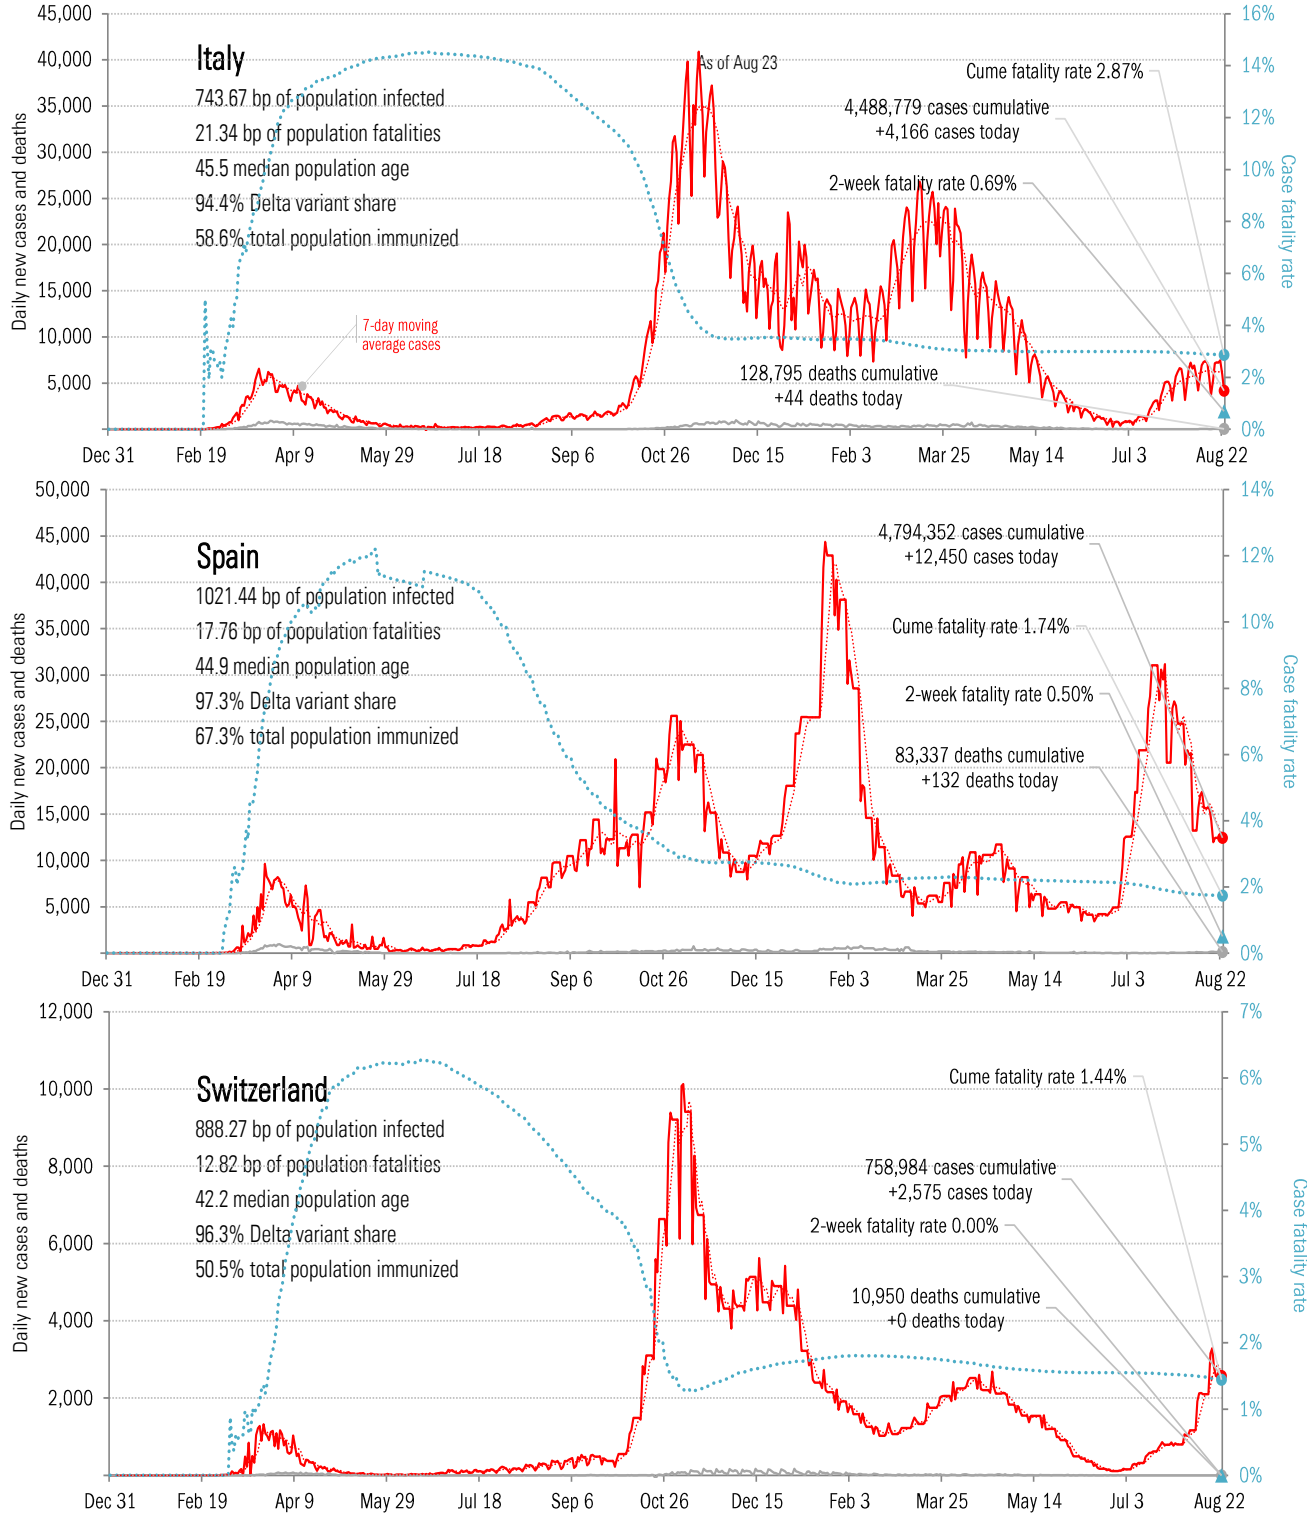 45,000
40,000
35,000
30,000
25,000
20,000
15,000
10,000
5,000
Daily new cases and deaths
16%
14%
12%
10%
8%
6%
4%
2%
0%
Case fatality rate
Italy
743.67 bp of population infected
21.34 bp of population fatalities
45.5 median population age
94.4% Delta variant share
58.6% total population immunized
As of Aug 23
7-day moving
average cases
Cume fatality rate 2.87%
4,488,779 cases cumulative
+4,166 cases today
2-week fatality rate 0.69%
128,795 deaths cumulative
+44 deaths today
Dec 31 Feb 19 Apr 9 May 29 Jul 18 Sep 6 Oct 26 Dec 15 Feb 3 Mar 25 May 14 Jul 3 Aug 22
50,000
45,000
40,000
35,000
30,000
25,000
20,000
15,000
10,000
5,000
Daily new cases and deaths
14%
12%
10%
8%
6%
4%
2%
0%
Case fatality rate
Spain
1021.44 bp of population infected
17.76 bp of population fatalities
44.9 median population age
97.3% Delta variant share
67.3% total population immunized
4,794,352 cases cumulative
+12,450 cases today
Cume fatality rate 1.74%
2-week fatality rate 0.50%
83,337 deaths cumulative
+132 deaths today
Dec 31 Feb 19 Apr 9 May 29 Jul 18 Sep 6 Oct 26 Dec 15 Feb 3 Mar 25 May 14 Jul 3 Aug 22
12,000
10,000
8,000
6,000
4,000
2,000
Daily new cases and deaths
7%
6%
5%
4%
3%
2%
1%
0%
Case fatality rate
Switzerland
888.27 bp of population infected
12.82 bp of population fatalities
42.2 median population age
96.3% Delta variant share
50.5% total population immunized
Cume fatality rate 1.44%
758,984 cases cumulative
+2,575 cases today
2-week fatality rate 0.00%
10,950 deaths cumulative
+0 deaths today
Dec 31 Feb 19 Apr 9 May 29 Jul 18 Sep 6 Oct 26 Dec 15 Feb 3 Mar 25 May 14 Jul 3 Aug 22